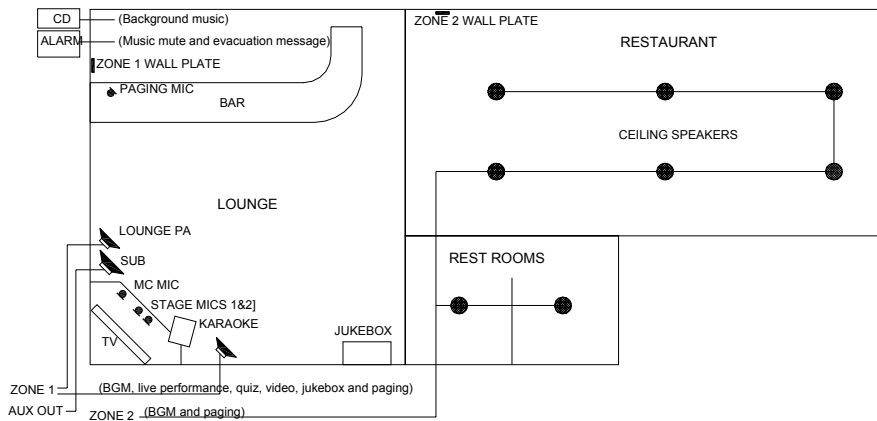 CD (Background music)
ALARM (Music mute and evacuation message)
ZONE 2 WALL PLATE
RESTAURANT
ZONE 1 WALL PLATE
PAGING MIC
BAR
CEILING SPEAKERS
LOUNGE
LOUNGE PA
SUB
REST ROOMS
MC MIC
STAGE MICS 1&2]
KARAOKE
TV
JUKEBOX
ZONE 1 (BGM, live performance, quiz, video, jukebox and paging)
AUX OUT
ZONE 2 (BGM and paging)